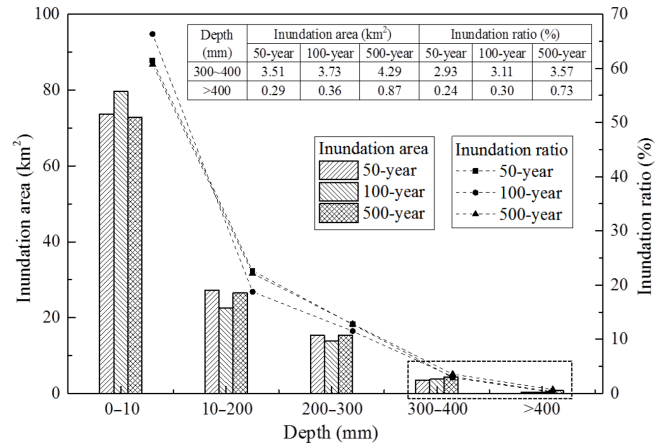 Depth (mm) Inundation area (km²) Inundation ratio (%)
50-year 100-year 500-year 50-year 100-year 500-year
300~400 3.51 3.73 4.29 2.93 3.11 3.57
>400 0.29 0.36 0.87 0.24 0.30 0.73
Inundation area
50-year
100-year
500-year
Inundation ratio
50-year
100-year
500-year
Inundation area (km²)
100
80
60
40
20
0
Inundation ratio (%)
70
60
50
40
30
20
10
0
0–10 10–200 200–300 300–400 >400
Depth (mm)